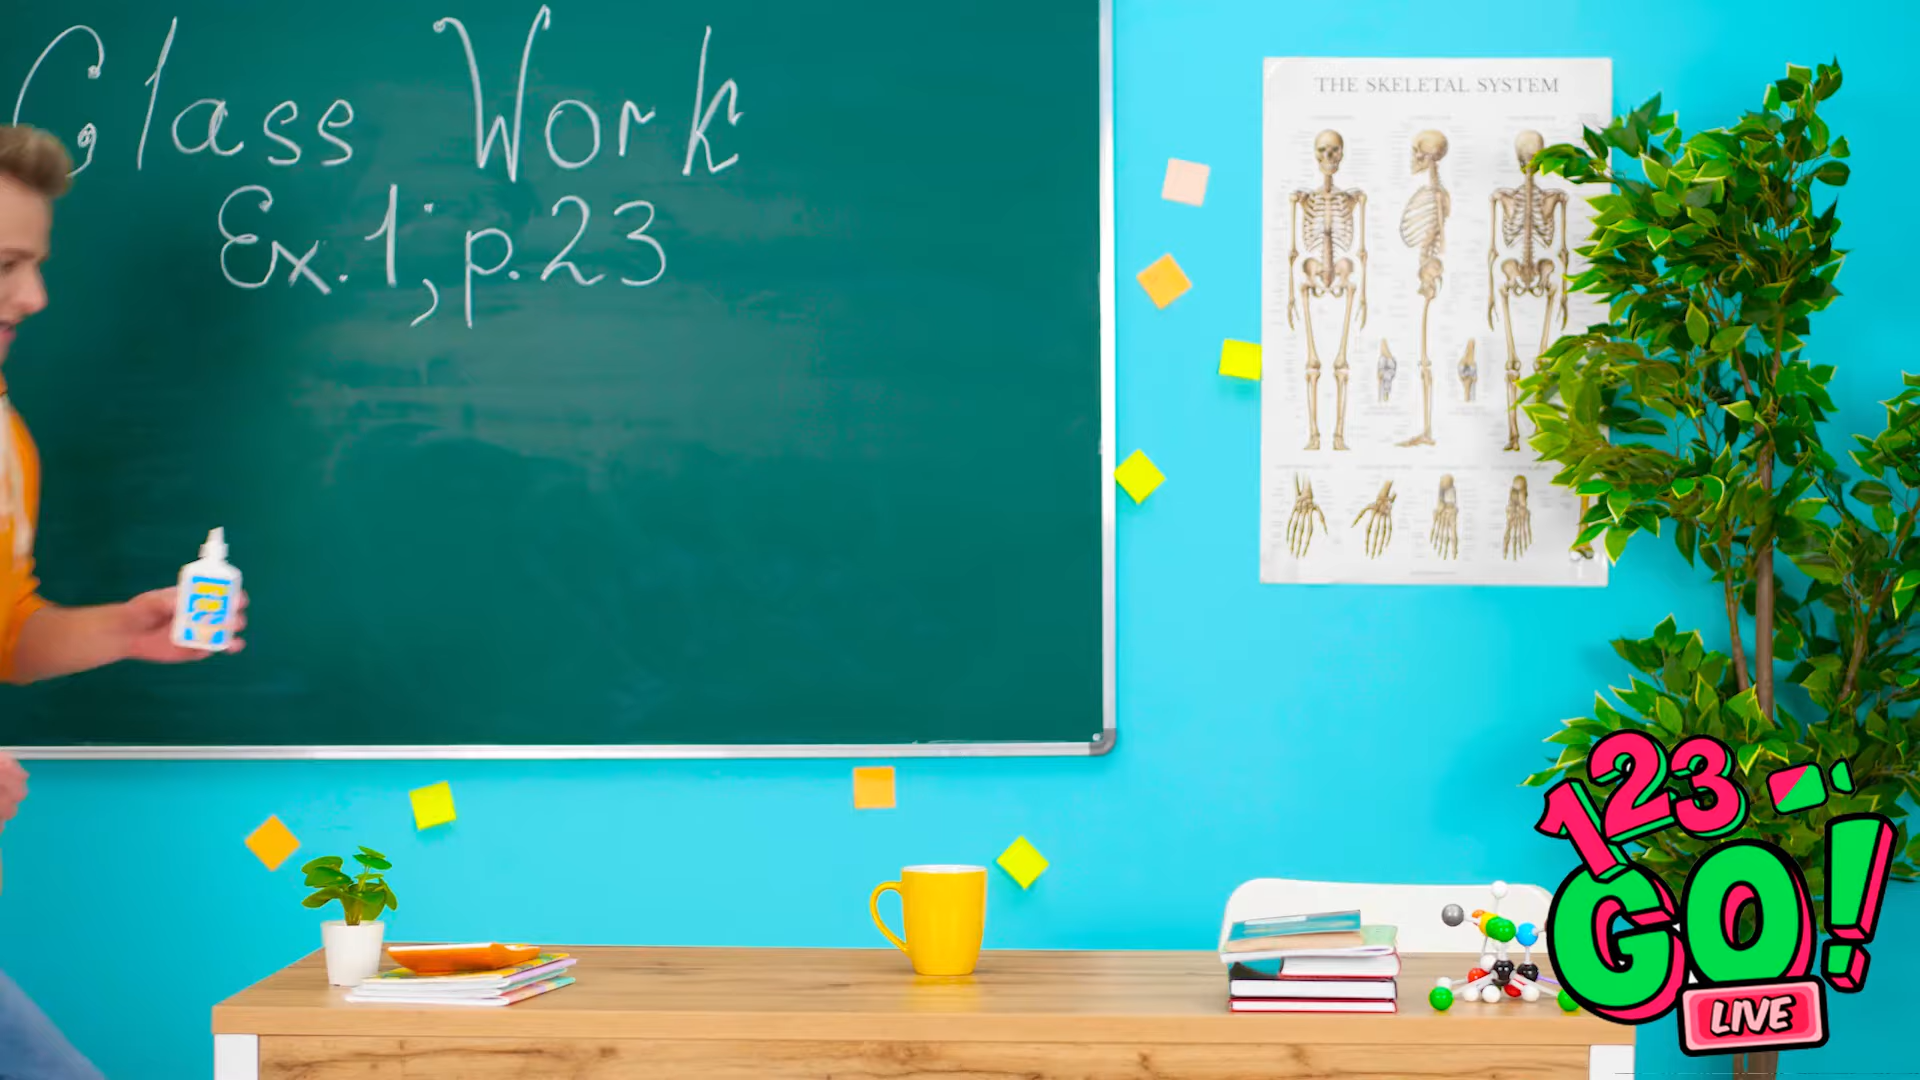 Class Work
Ex. 1; p. 23
THE SKELETAL SYSTEM
123
GO!
LIVE